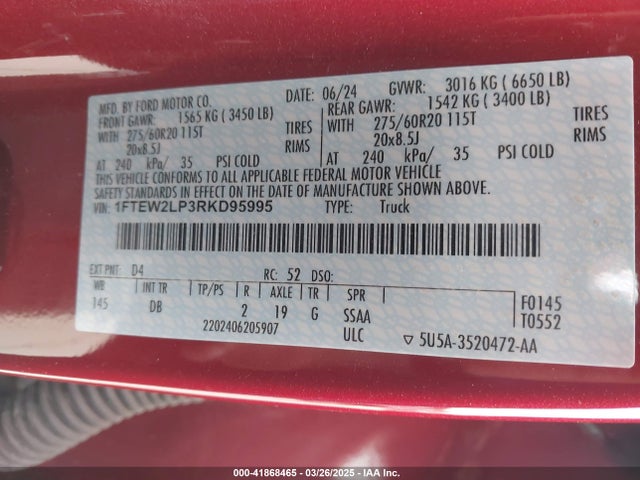 MFD. BY FORD MOTOR CO. DATE: 06/24 GVWR: 3016 KG ( 6650 LB)
FRONT GAWR: 1565 KG ( 3450 LB) REAR GAWR: 1542 KG ( 3400 LB)
WITH 275/60R20 115T TIRES WITH 275/60R20 115T TIRES
20x8.5J RIMS 20x8.5J RIMS
AT 240 kPa/ 35 PSI COLD AT 240 kPa/ 35 PSI COLD
THIS VEHICLE CONFORMS TO ALL APPLICABLE FEDERAL MOTOR VEHICLE
SAFETY STANDARDS IN EFFECT ON THE DATE OF MANUFACTURE SHOWN ABOVE.
VIN: 1FTEW2LP3RKD95995 TYPE: Truck
EXT PNT: D4 RC: 52 DSO:
WB INT TR TP/PS R AXLE TR SPR F0145
145 DB 2 19 G SSAA T0552
2202406205907 ULC ▽ 5U5A-3520472-AA
000-41868465 | 03/26/2025 - IAA Inc. (IAA)